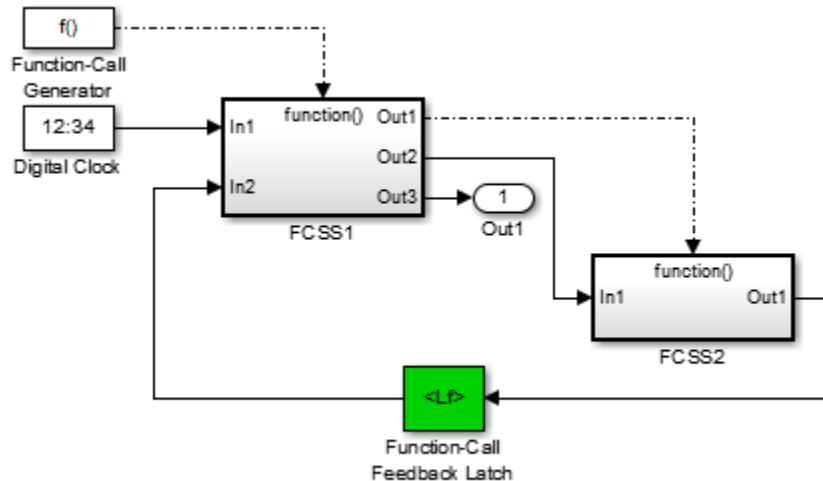 f()
Function-Call
Generator
12:34
Digital Clock
function()
In1
In2
Out1
Out2
Out3
FCSS1
1
Out1
function()
In1
Out1
FCSS2
<Lf>
Function-Call
Feedback Latch